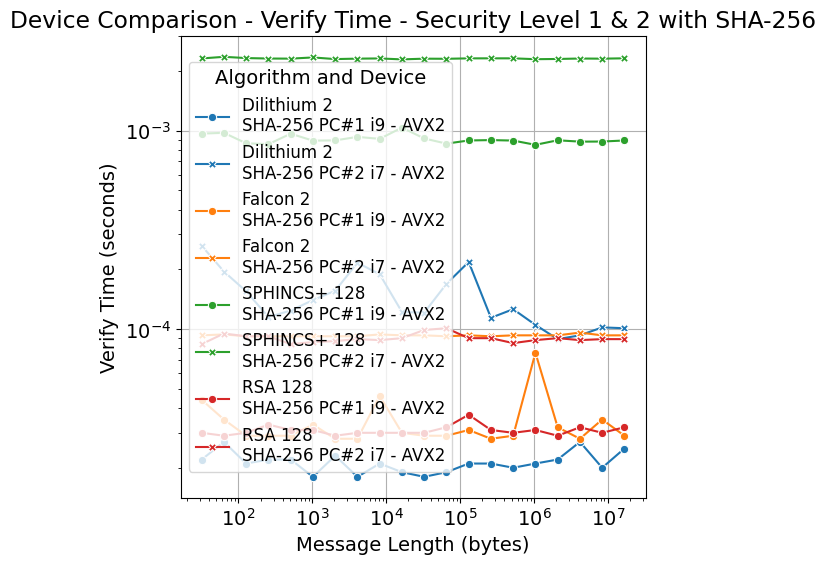 Device Comparison - Verify Time - Security Level 1 & 2 with SHA-256
Verify Time (seconds)
10⁻³
10⁻⁴
Algorithm and Device
Dilithium 2
SHA-256 PC#1 i9 - AVX2
Dilithium 2
SHA-256 PC#2 i7 - AVX2
Falcon 2
SHA-256 PC#1 i9 - AVX2
Falcon 2
SHA-256 PC#2 i7 - AVX2
SPHINCS+ 128
SHA-256 PC#1 i9 - AVX2
SPHINCS+ 128
SHA-256 PC#2 i7 - AVX2
RSA 128
SHA-256 PC#1 i9 - AVX2
RSA 128
SHA-256 PC#2 i7 - AVX2
10² 10³ 10⁴ 10⁵ 10⁶ 10⁷
Message Length (bytes)